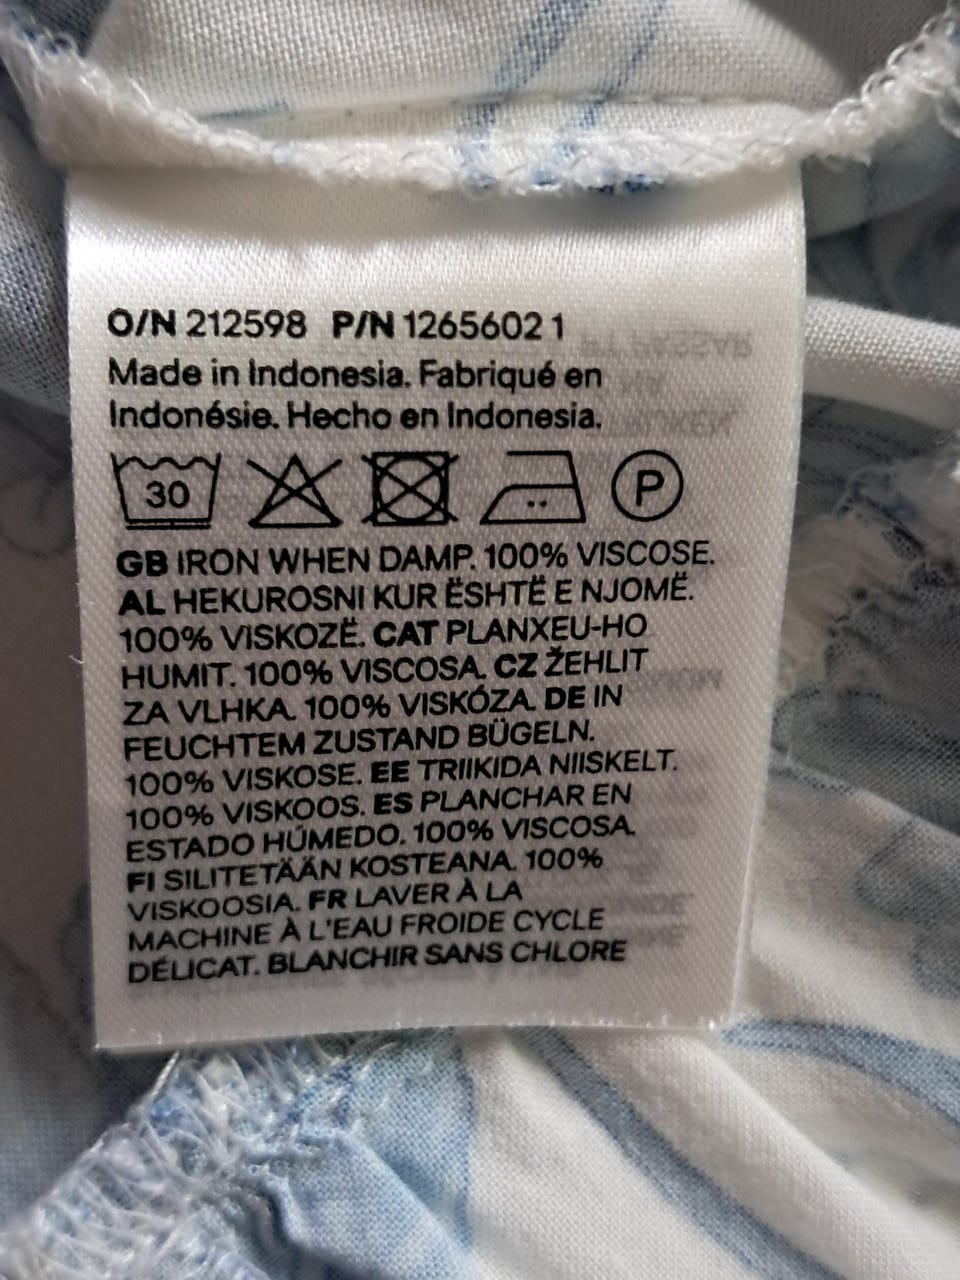 O/N 212598 P/N 1265602 1
Made in Indonesia. Fabriqué en
Indonésie. Hecho en Indonesia.
30 P
GB IRON WHEN DAMP. 100% VISCOSE.
AL HEKUROSNI KUR ËSHTË E NJOMË.
100% VISKOZË. CAT PLANXEU-HO
HUMIT. 100% VISCOSA. CZ ŽEHLIT
ZA VLHKA. 100% VISKÓZA. DE IN
FEUCHTEM ZUSTAND BÜGELN.
100% VISKOSE. EE TRIIKIDA NIISKELT.
100% VISKOOS. ES PLANCHAR EN
ESTADO HÚMEDO. 100% VISCOSA.
FI SILITETÄÄN KOSTEANA. 100%
VISKOOSIA. FR LAVER À LA
MACHINE À L'EAU FROIDE CYCLE
DÉLICAT. BLANCHIR SANS CHLORE